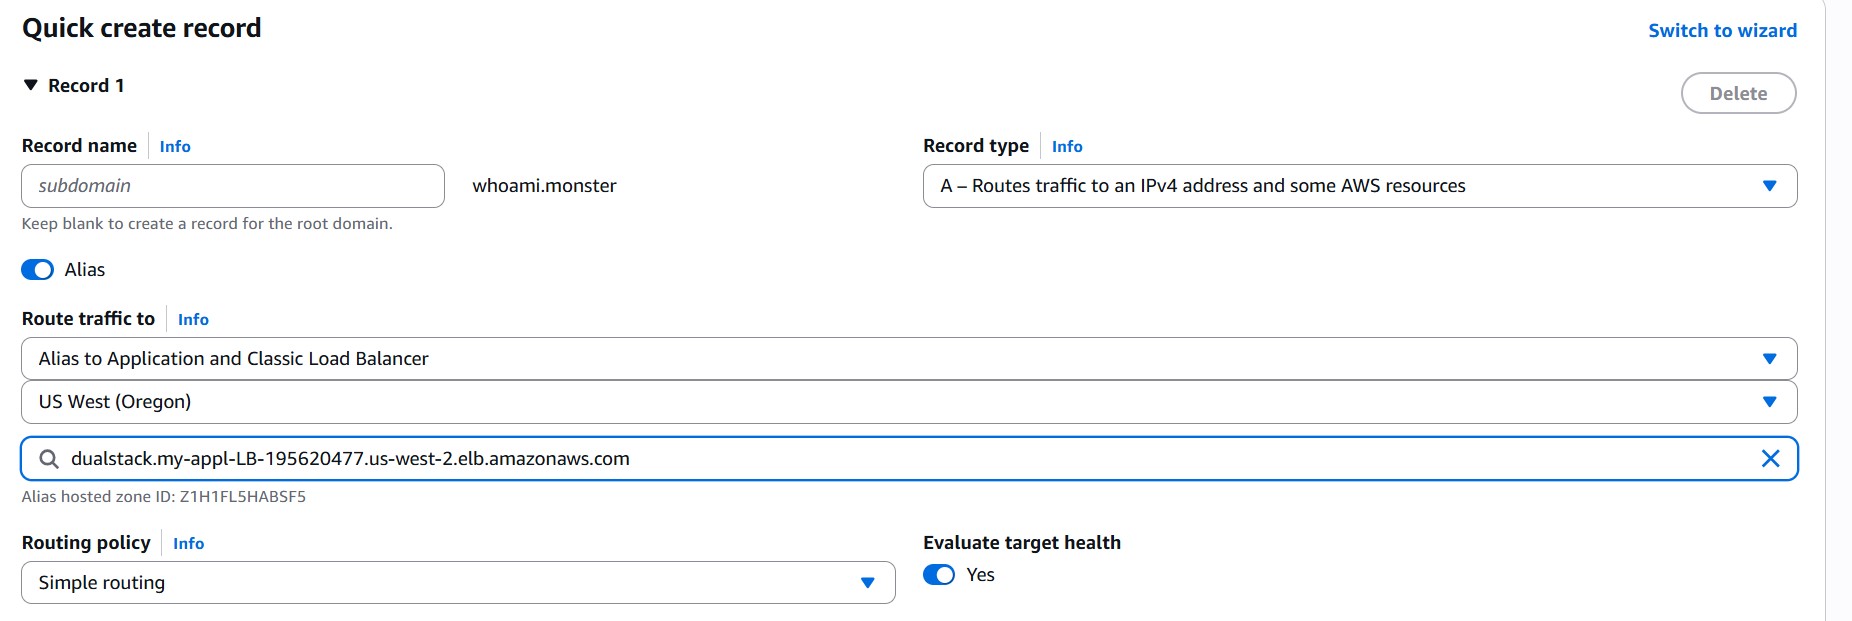 Quick create record
Switch to wizard
Record 1
Delete
Record name Info
Record type Info
subdomain
whoami.monster
A – Routes traffic to an IPv4 address and some AWS resources
Keep blank to create a record for the root domain.
Alias
Route traffic to Info
Alias to Application and Classic Load Balancer
US West (Oregon)
dualstack.my-appl-LB-195620477.us-west-2.elb.amazonaws.com
Alias hosted zone ID: Z1H1FL5HABSF5
Routing policy Info
Evaluate target health
Simple routing
Yes